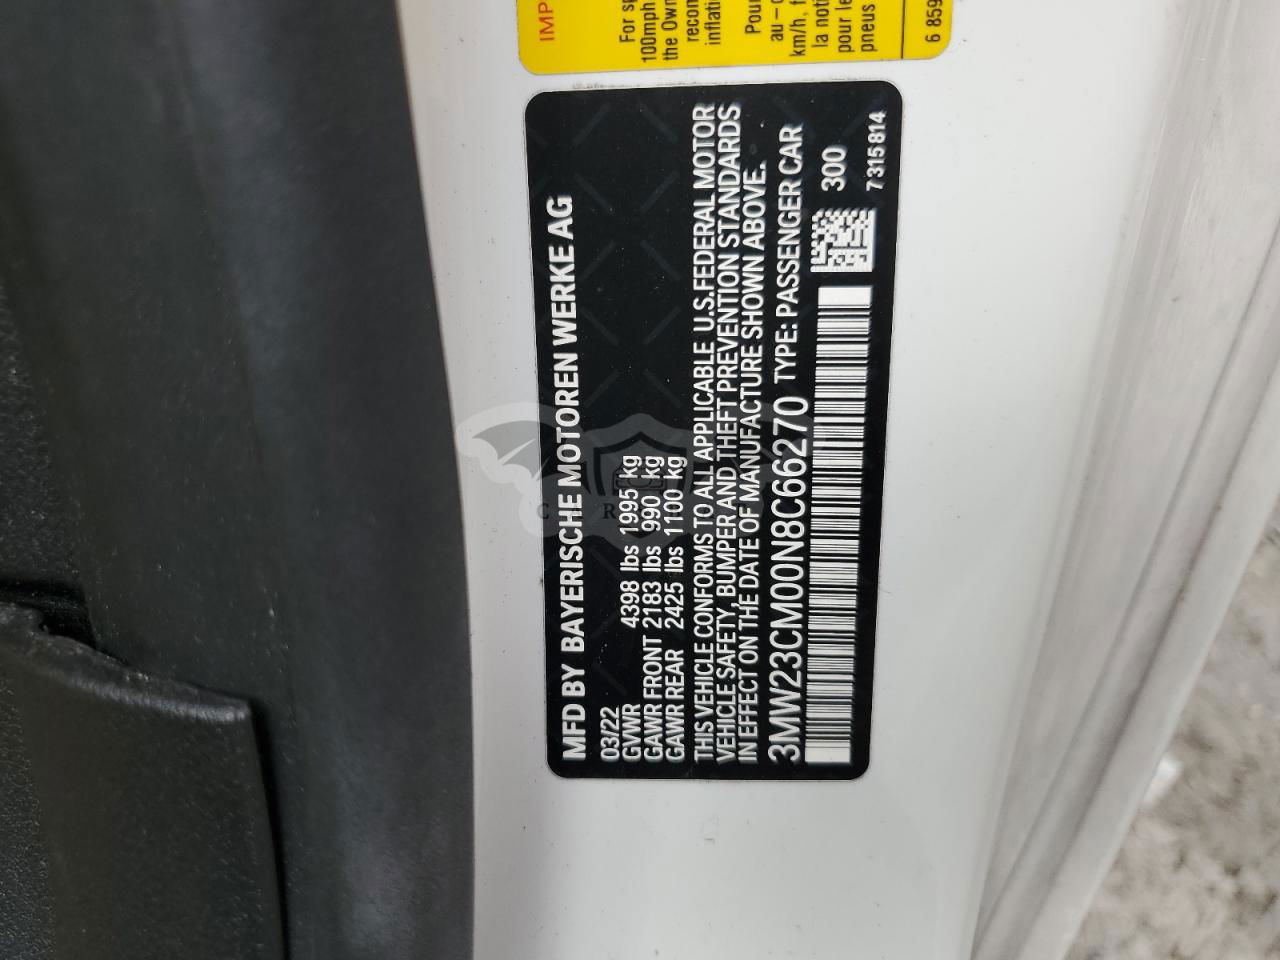 IMP
For sp
100mph
the Own
recom
inflati
Pour
au-d
km/h, f
la noti
pour le
pneus
6 859
MFD BY BAYERISCHE MOTOREN WERKE AG
03/22
GVWR 4398 lbs 1995 kg
GAWR FRONT 2183 lbs 990 kg
GAWR REAR 2425 lbs 1100 kg
THIS VEHICLE CONFORMS TO ALL APPLICABLE U.S.FEDERAL MOTOR
VEHICLE SAFETY, BUMPER AND THEFT PREVENTION STANDARDS
IN EFFECT ON THE DATE OF MANUFACTURE SHOWN ABOVE.
3MW23CM00N8C66270 TYPE: PASSENGER CAR
300
7 315 814